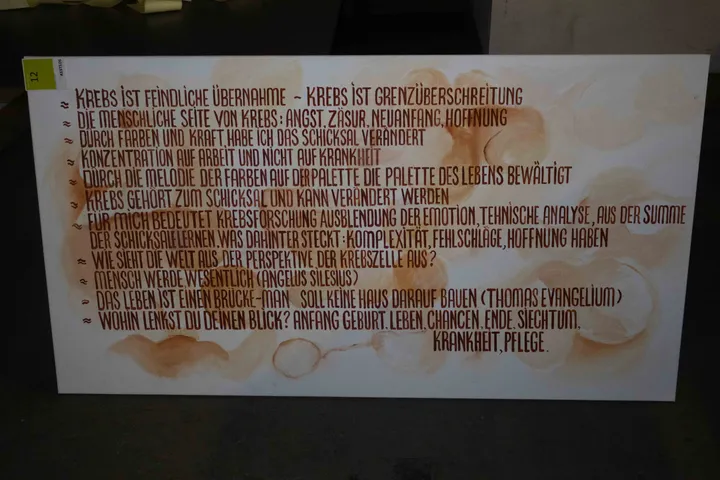 12
KREBS IST FEINDLICHE ÜBERNAHME - KREBS IST GRENZÜBERSCHREITUNG
DIE MENSCHLICHE SEITE VON KREBS: ANGST, ZÄSUR, NEUANFANG, HOFFNUNG
DURCH FARBEN UND KRAFT, HABE ICH DAS SCHICKSAL VERÄNDERT
KONZENTRATION AUF ARBEIT UND NICHT AUF KRANKHEIT
DURCH DIE MELODIE DER FARBEN AUF DER PALETTE DIE PALETTE DES LEBENS BEWÄLTIGT
KREBS GEHÖRT ZUM SCHICKSAL UND KANN VERÄNDERT WERDEN
FÜR MICH BEDEUTET KREBSFORSCHUNG AUSBLENDUNG DER EMOTION, TEHNISCHE ANALYSE, AUS DER SUMME
DER SCHICKSALE LERNEN. WAS DAHINTER STECKT: KOMPLEXITÄT, FEHLSCHLÄGE, HOFFNUNG HABEN
WIE SIEHT DIE WELT AUS DER PERSPEKTIVE DER KREBSZELLE AUS?
MENSCH WERDE WESENTLICH (ANGELUS SILESIUS)
DAS LEBEN IST EINEN BRÜCKE-MAN SOLL KEINE HAUS DARAUF BAUEN (THOMAS EVANGELIUM)
WOHIN LENKST DU DEINEN BLICK? ANFANG GEBURT. LEBEN, CHANCEN, ENDE. SIECHTUM.
KRANKHEIT, PFLEGE.